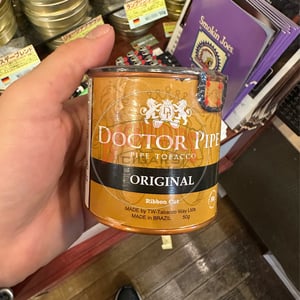 Smokin Joes
DOCTOR PIPE
PIPE TOBACCO
ORIGINAL
Ribbon Cut
MADE IN BRAZIL 50g